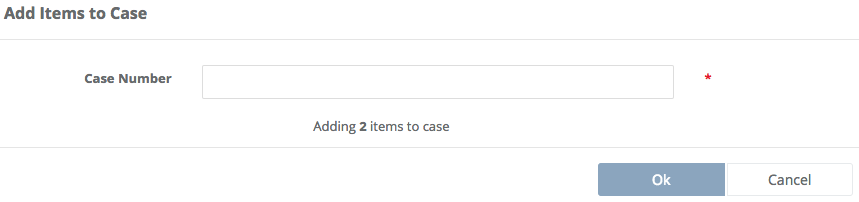 Add Items to Case
Case Number
*
Adding 2 items to case
Ok
Cancel